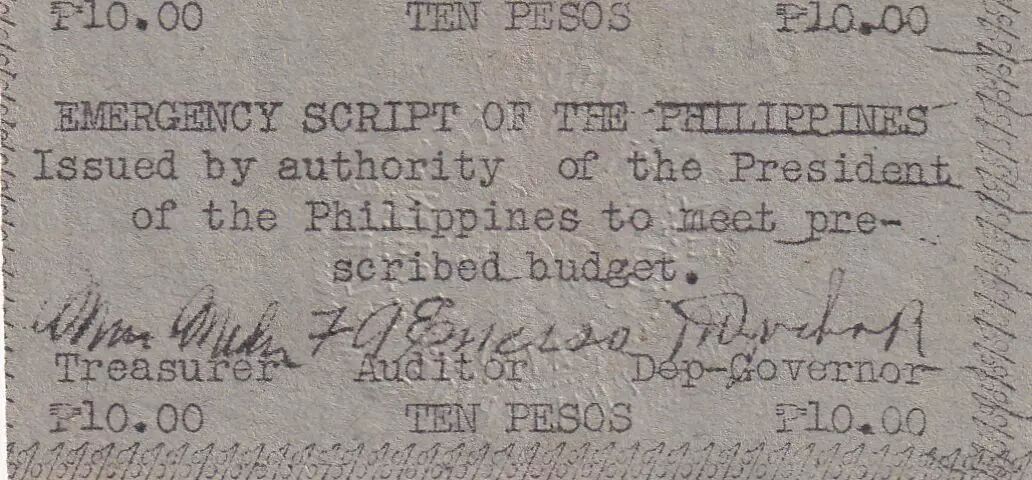 ₱10.00 TEN PESOS ₱10.00
EMERGENCY SCRIPT OF THE PHILIPPINES
Issued by authority of the President
of the Philippines to meet pre-
scribed budget.
Treasurer Auditor Dep-Governor
₱10.00 TEN PESOS ₱10.00